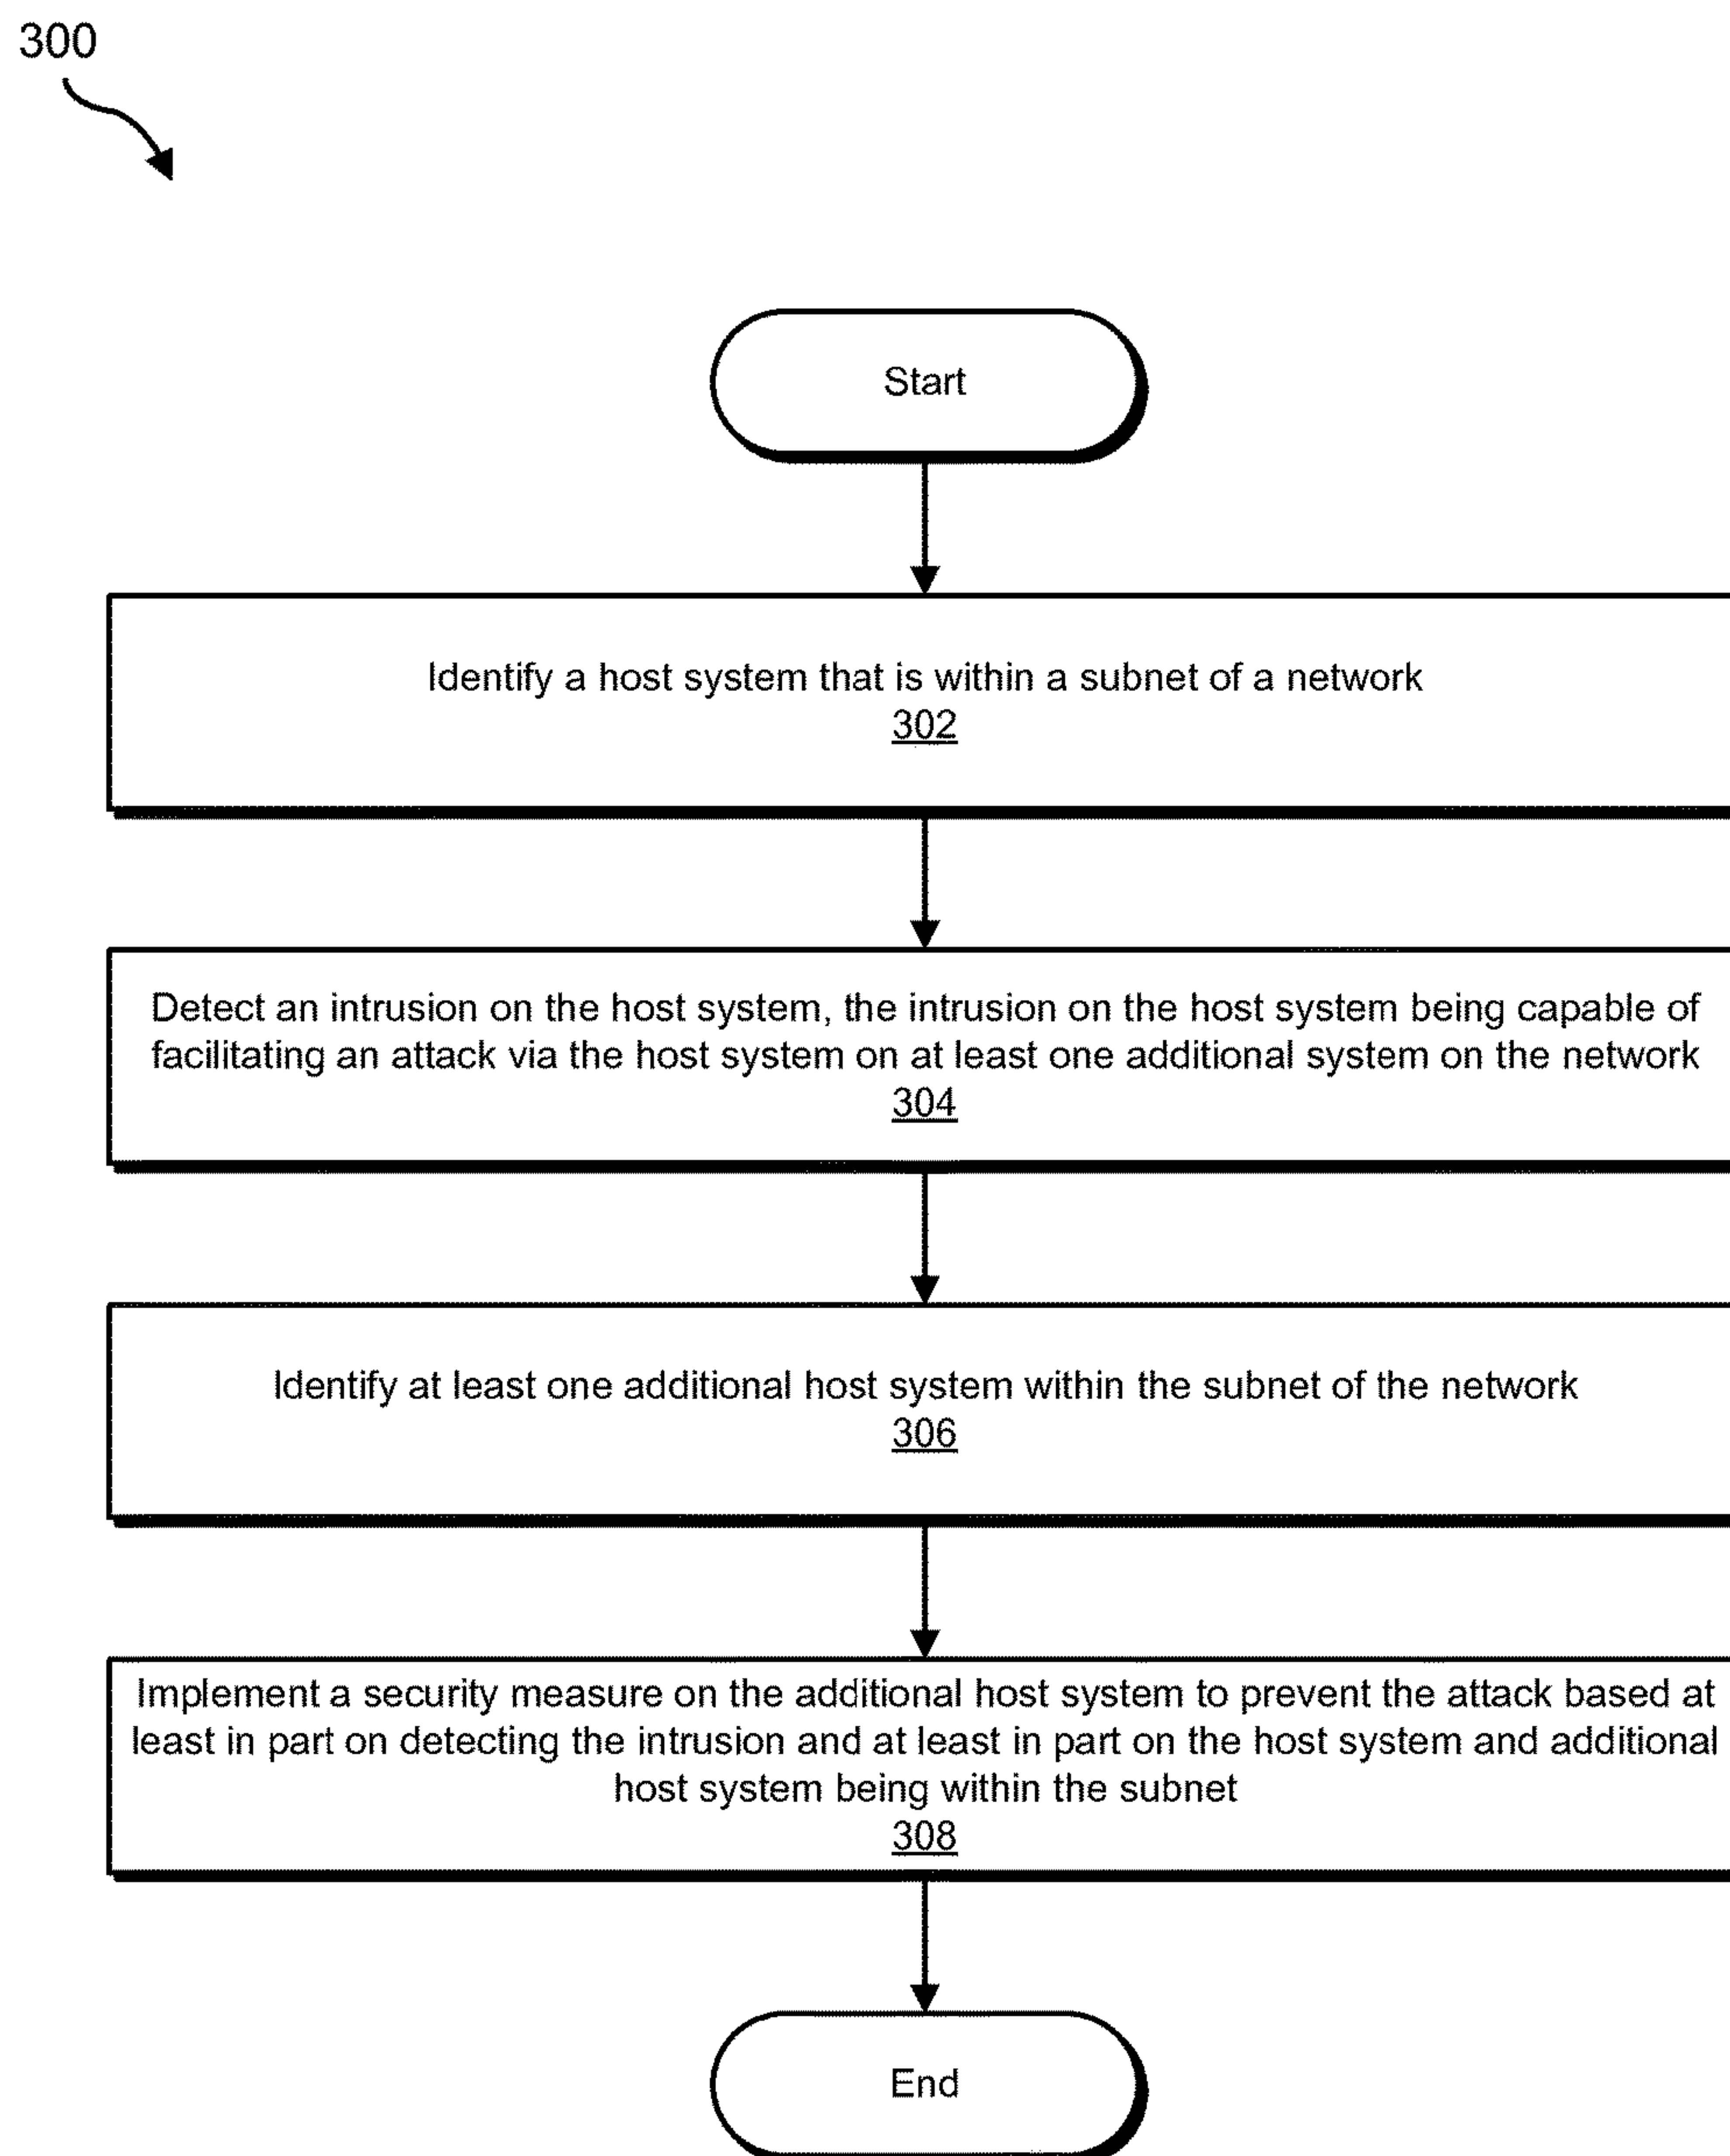 300
Start
Identify a host system that is within a subnet of a network
302
Detect an intrusion on the host system, the intrusion on the host system being capable of
facilitating an attack via the host system on at least one additional system on the network
304
Identify at least one additional host system within the subnet of the network
306
Implement a security measure on the additional host system to prevent the attack based at
least in part on detecting the intrusion and at least in part on the host system and additional
host system being within the subnet
308
End